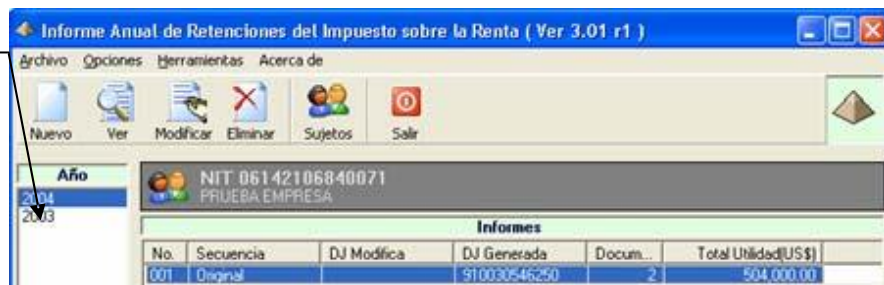 Informe Anual de Retenciones del Impuesto sobre la Renta ( Ver 3.01 r1 )
Archivo Opciones Herramientas Acerca de
Nuevo Ver Modificar Eliminar Sujetos Salir
Año
2004
2003
NIT 06142106840071
PRUEBA EMPRESA
Informes
No. Secuencia DJ Modifica DJ Generada Docum... Total Utilidad(US$)
001 Original 910030546250 2 504,000.00